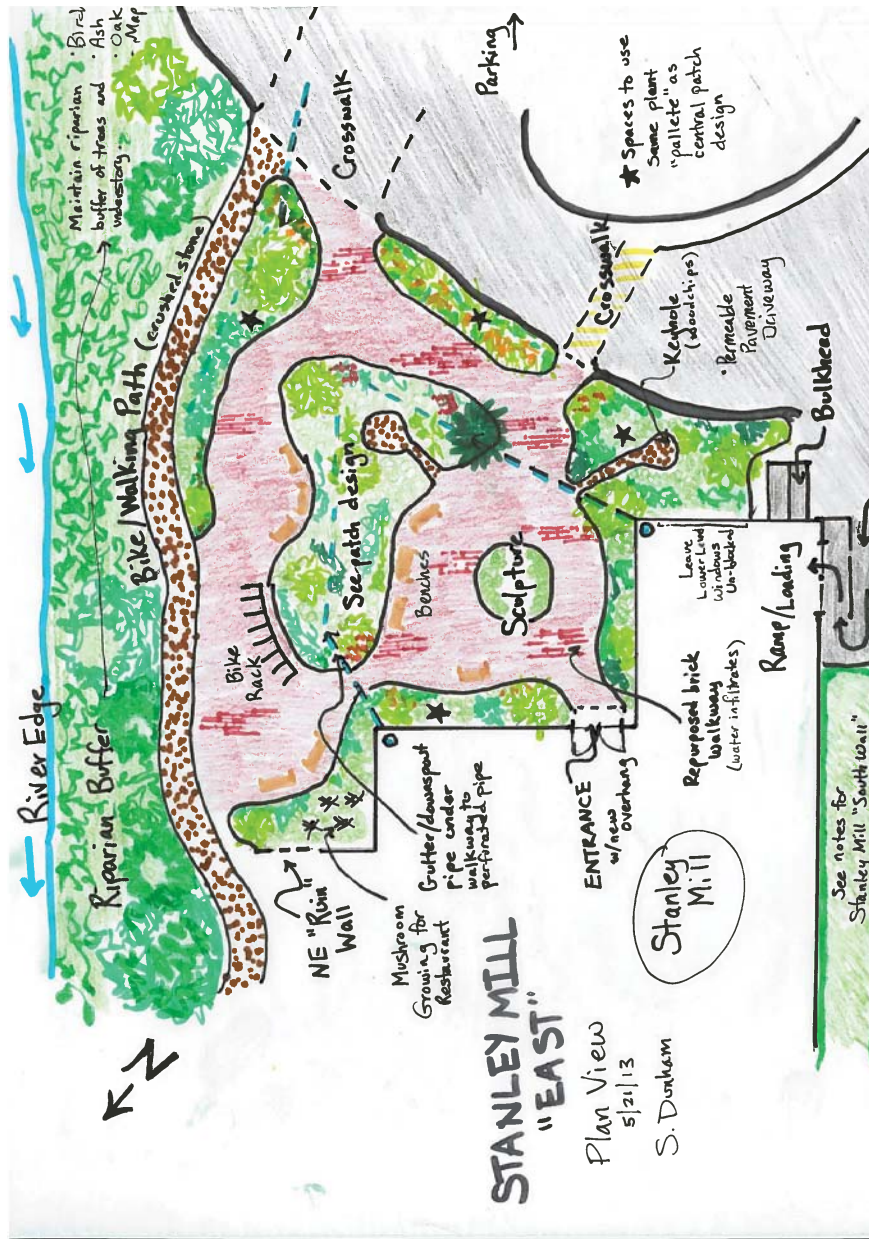 River Edge
Riparian Buffer
Maintain riparian
buffer of trees and
understory.
• Ash
• Oak
Bike/Walking Path (crushed stone)
Crosswalk
Parking
→
★ Spaces to use
same plant
"pallete" as
central patch
design
Crosswalk
Keyhole
(woodchips)
• Permeable
Pavement
Driveway
Bulkhead
Bike
Rack
See patch design
Benches
Sculpture
Leave
Lower Level
Windows
Un-blocked
Ramp/Loading
NE "Ruin"
Wall
Mushroom
Growing for
Restaurant
Gutter/downspout
pipe under
walkway to
perforated pipe
ENTRANCE
w/new
overhang
Repurposed brick
walkway
(water infiltrates)
Stanley
Mill
See notes for
Stanley Mill "South Wall"
N
STANLEY MILL
"EAST"
Plan View
5/21/13
S. Dunham